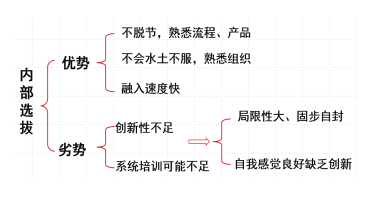 内部选拔
优势
不脱节，熟悉流程、产品
不会水土不服，熟悉组织
融入速度快
劣势
创新性不足
系统培训可能不足
局限性大、固步自封
自我感觉良好缺乏创新